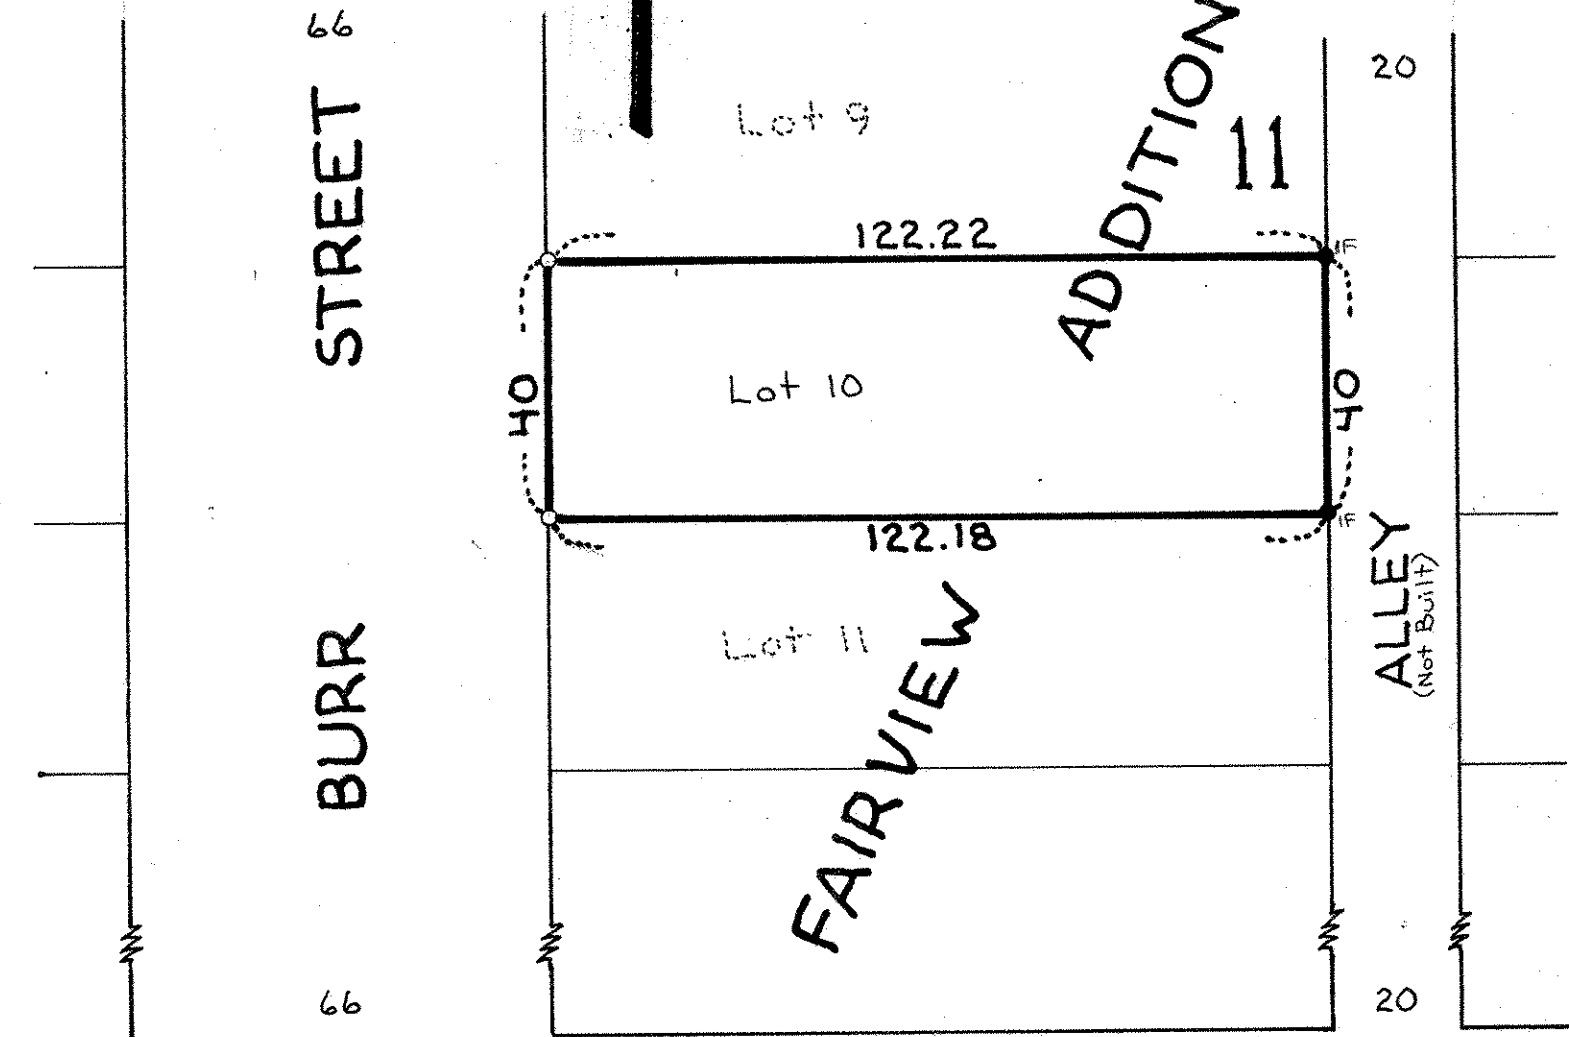 66
20
Lot 9
11
122.22
IF
STREET
ADDITION
40
Lot 10
40
122.18
IF
ALLEY
(Not Built)
Lot 11
BURR
FAIRVIEW
66
20